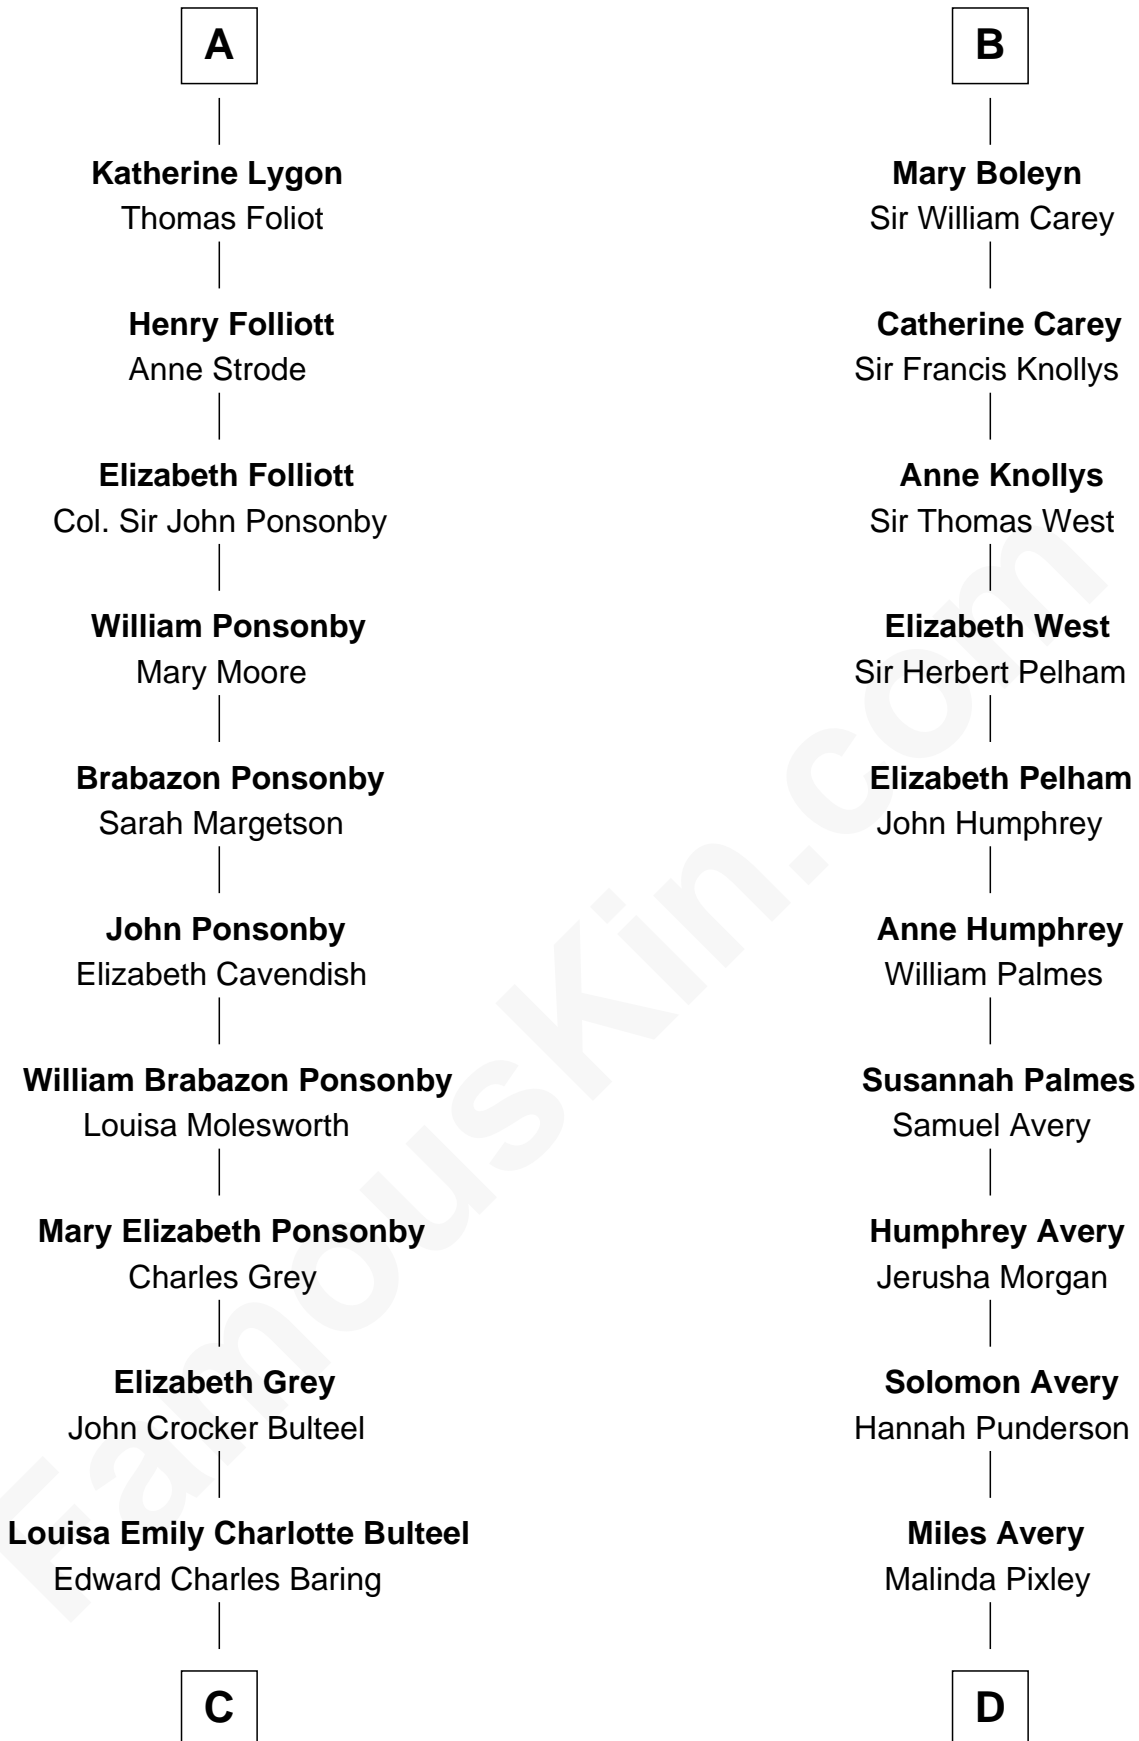 A
Katherine Lygon
Thomas Foliot
Henry Folliott
Anne Strode
Elizabeth Folliott
Col. Sir John Ponsonby
William Ponsonby
Mary Moore
Brabazon Ponsonby
Sarah Margetson
John Ponsonby
Elizabeth Cavendish
William Brabazon Ponsonby
Louisa Molesworth
Mary Elizabeth Ponsonby
Charles Grey
Elizabeth Grey
John Crocker Bulteel
Louisa Emily Charlotte Bulteel
Edward Charles Baring
C
B
Mary Boleyn
Sir William Carey
Catherine Carey
Sir Francis Knollys
Anne Knollys
Sir Thomas West
Elizabeth West
Sir Herbert Pelham
Elizabeth Pelham
John Humphrey
Anne Humphrey
William Palmes
Susannah Palmes
Samuel Avery
Humphrey Avery
Jerusha Morgan
Solomon Avery
Hannah Punderson
Miles Avery
Malinda Pixley
D
FamousKin.com